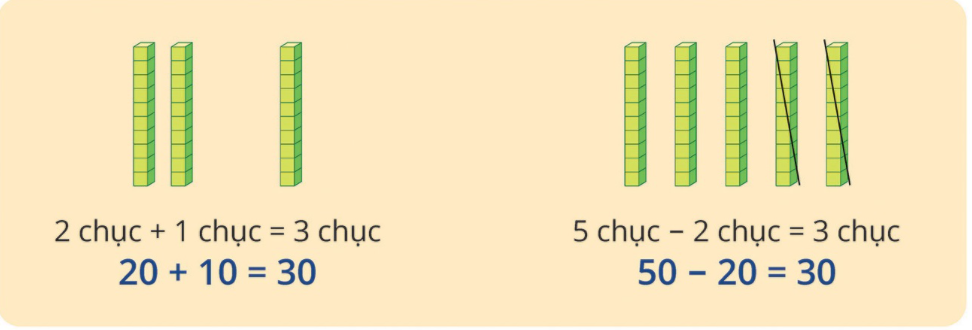 2 chục + 1 chục = 3 chục
20 + 10 = 30
5 chục − 2 chục = 3 chục
50 − 20 = 30